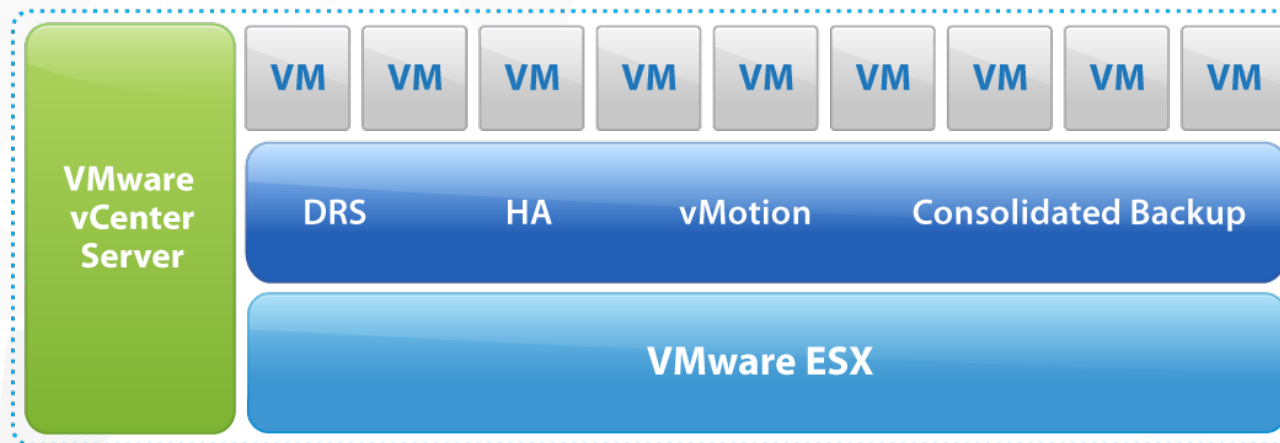 VM VM VM VM VM VM VM VM VM
VMware
vCenter
Server
DRS HA vMotion Consolidated Backup
VMware ESX